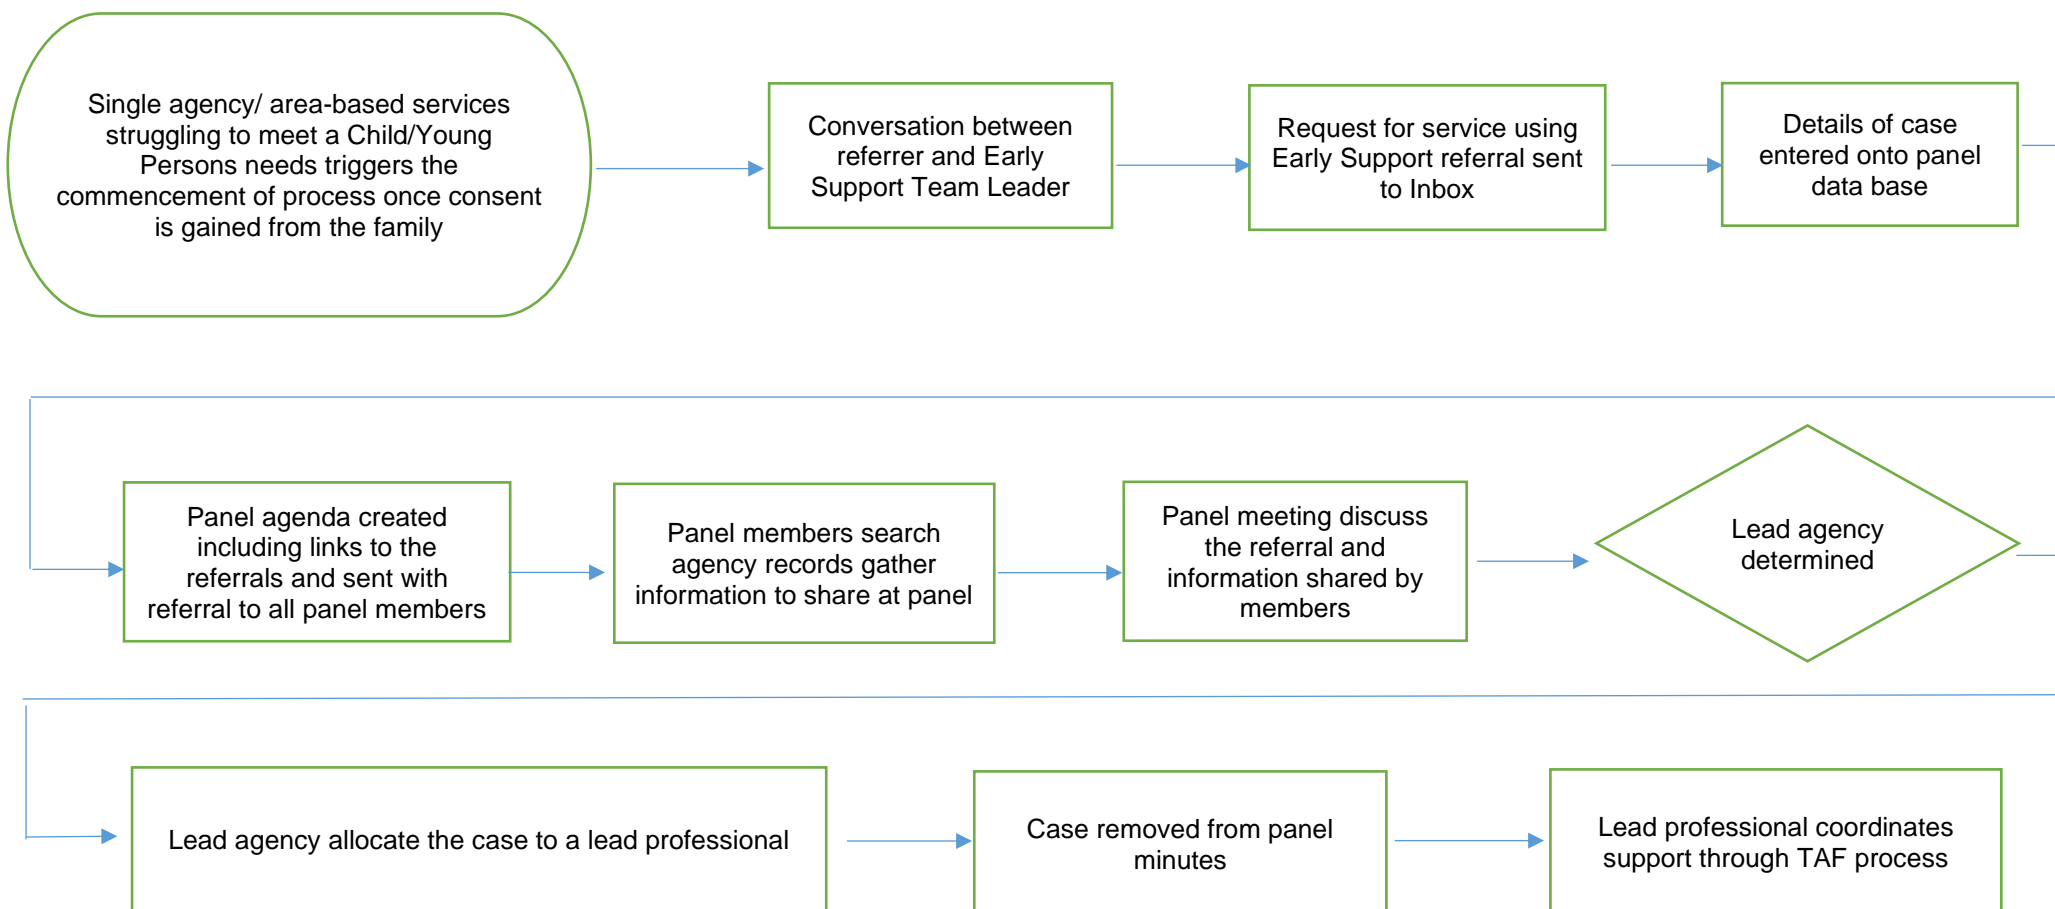 Single agency/ area-based services
struggling to meet a Child/Young
Persons needs triggers the
commencement of process once consent
is gained from the family
Conversation between
referrer and Early
Support Team Leader
Request for service using
Early Support referral sent
to Inbox
Details of case
entered onto panel
data base
Panel agenda created
including links to the
referrals and sent with
referral to all panel members
Panel members search
agency records gather
information to share at panel
Panel meeting discuss
the referral and
information shared by
members
Lead agency
determined
Lead agency allocate the case to a lead professional
Case removed from panel
minutes
Lead professional coordinates
support through TAF process